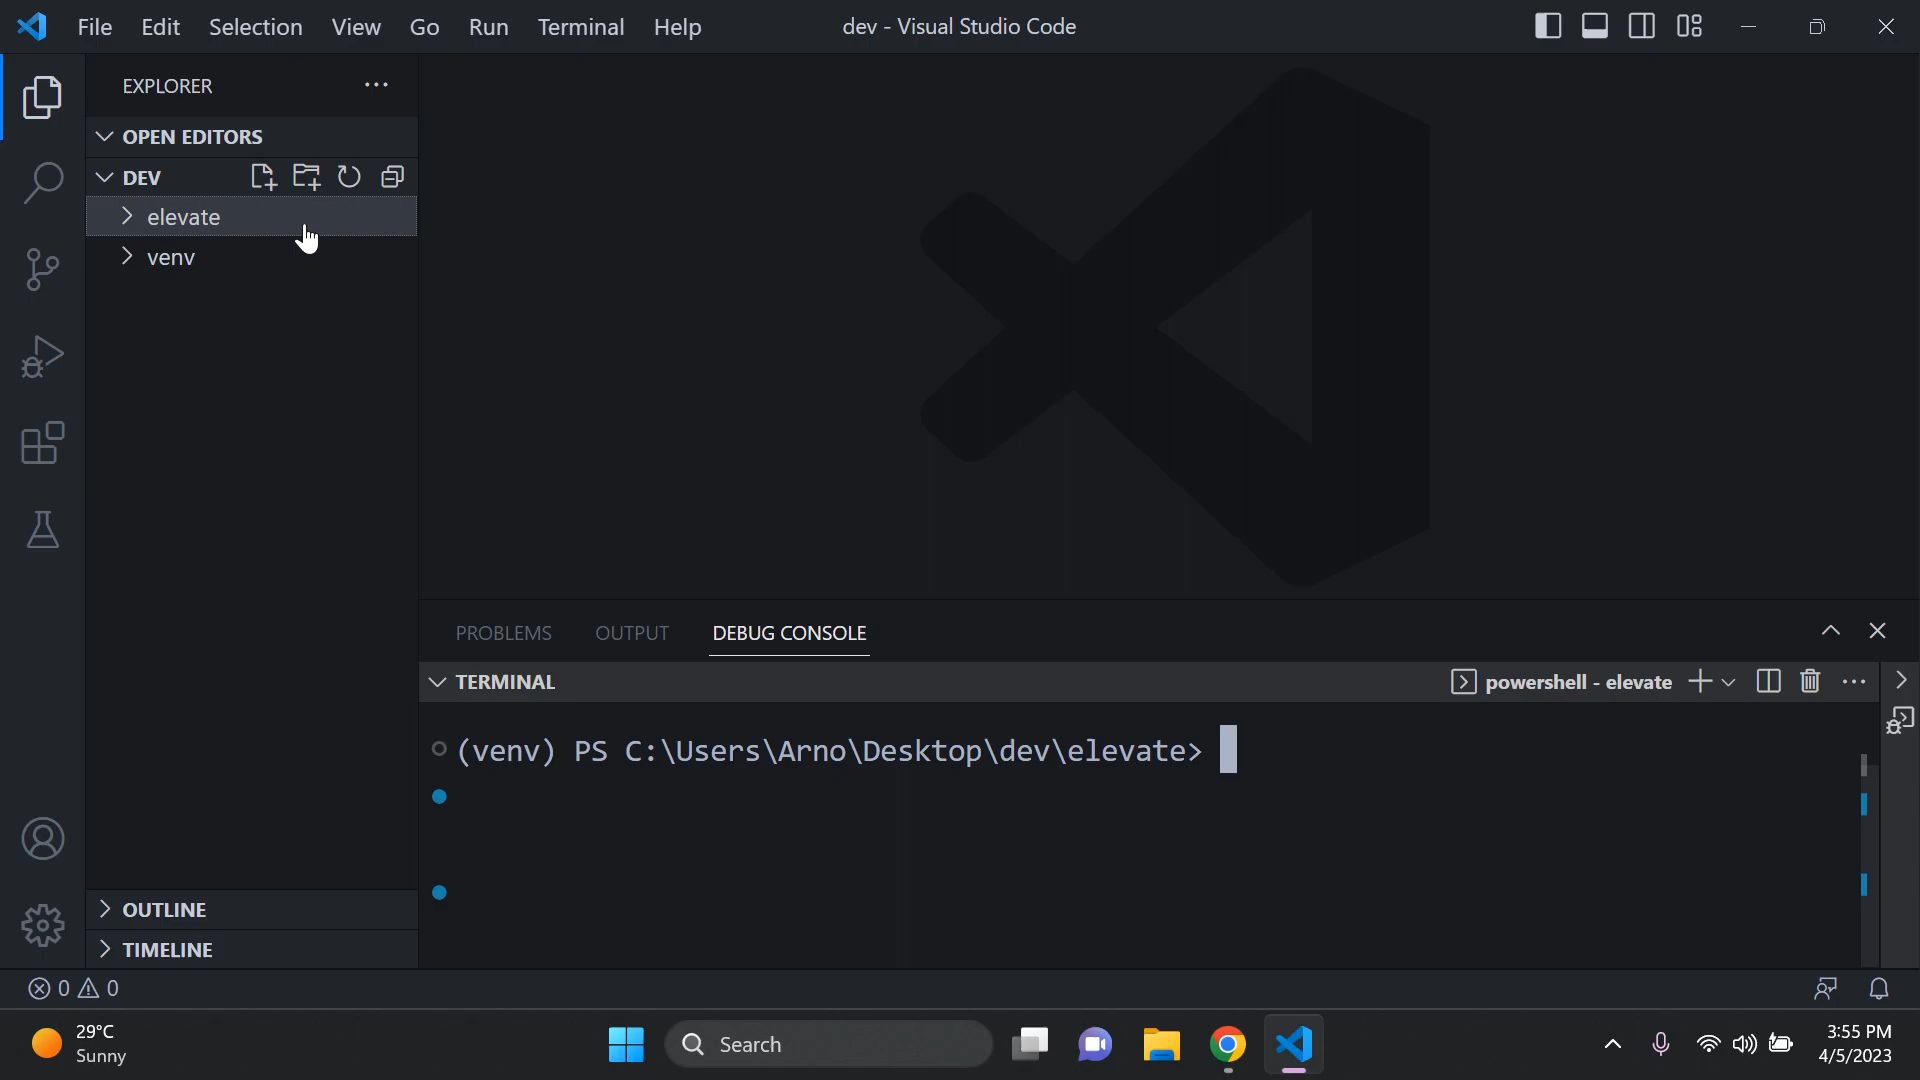 File Edit Selection View Go Run Terminal Help dev - Visual Studio Code
EXPLORER
OPEN EDITORS
DEV
elevate
venv
OUTLINE
TIMELINE
PROBLEMS OUTPUT DEBUG CONSOLE
TERMINAL powershell - elevate
(venv) PS C:\Users\Arno\Desktop\dev\elevate>
0 0
29°C
Sunny
Search
3:55 PM
4/5/2023